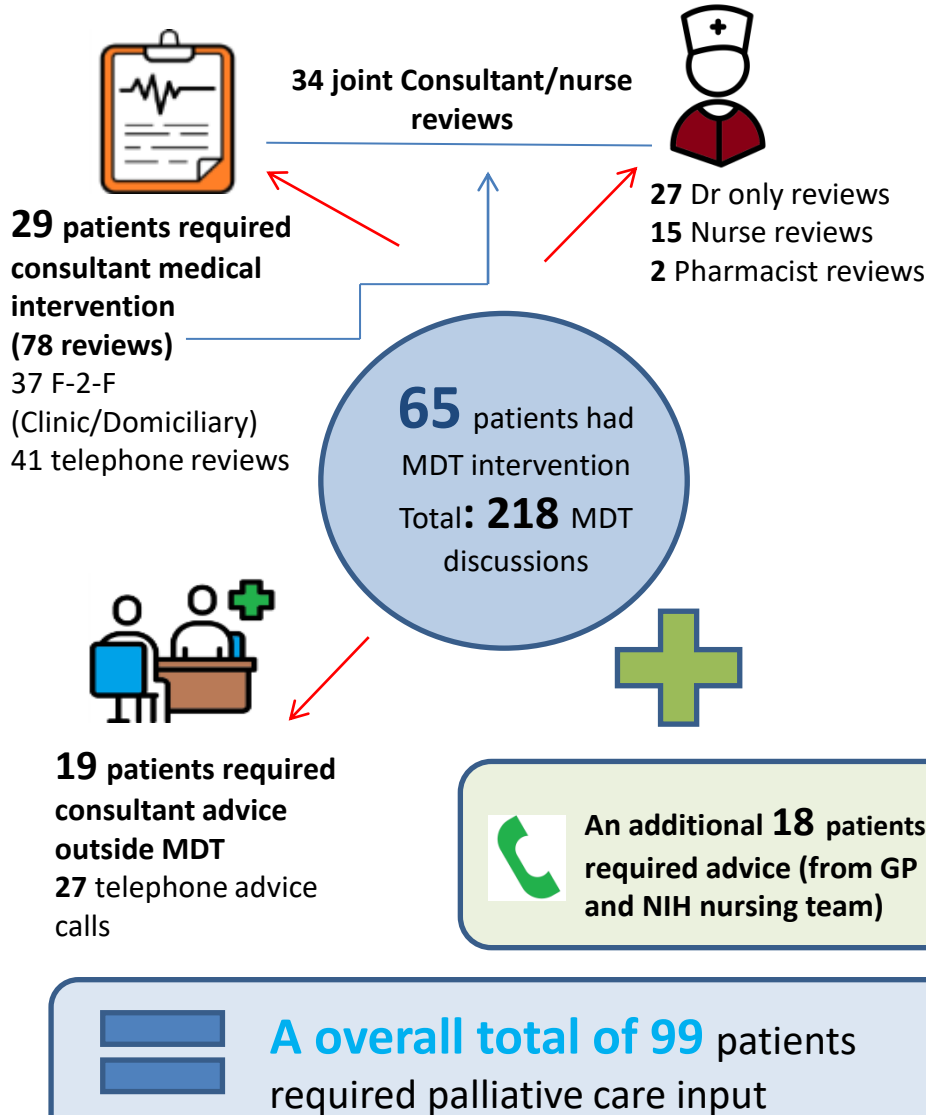 34 joint Consultant/nurse
reviews
29 patients required
consultant medical
intervention
(78 reviews)
37 F-2-F
(Clinic/Domiciliary)
41 telephone reviews
27 Dr only reviews
15 Nurse reviews
2 Pharmacist reviews
65 patients had
MDT intervention
Total: 218 MDT
discussions
19 patients required
consultant advice
outside MDT
27 telephone advice
calls
An additional 18 patients
required advice (from GP
and NIH nursing team)
A overall total of 99 patients
required palliative care input